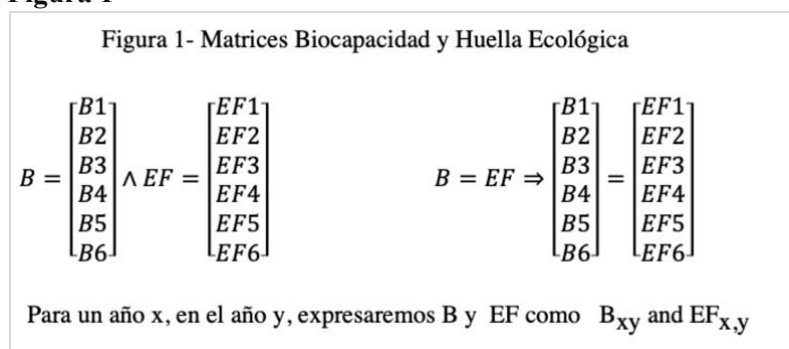 Figura 1- Matrices Biocapacidad y Huella Ecológica
B = [B1 B2 B3 B4 B5 B6] ∧ EF = [EF1 EF2 EF3 EF4 EF5 EF6] B = EF ⇒ [B1 B2 B3 B4 B5 B6] = [EF1 EF2 EF3 EF4 EF5 EF6]
Para un año x, en el año y, expresaremos B y EF como Bxy and EFx,y